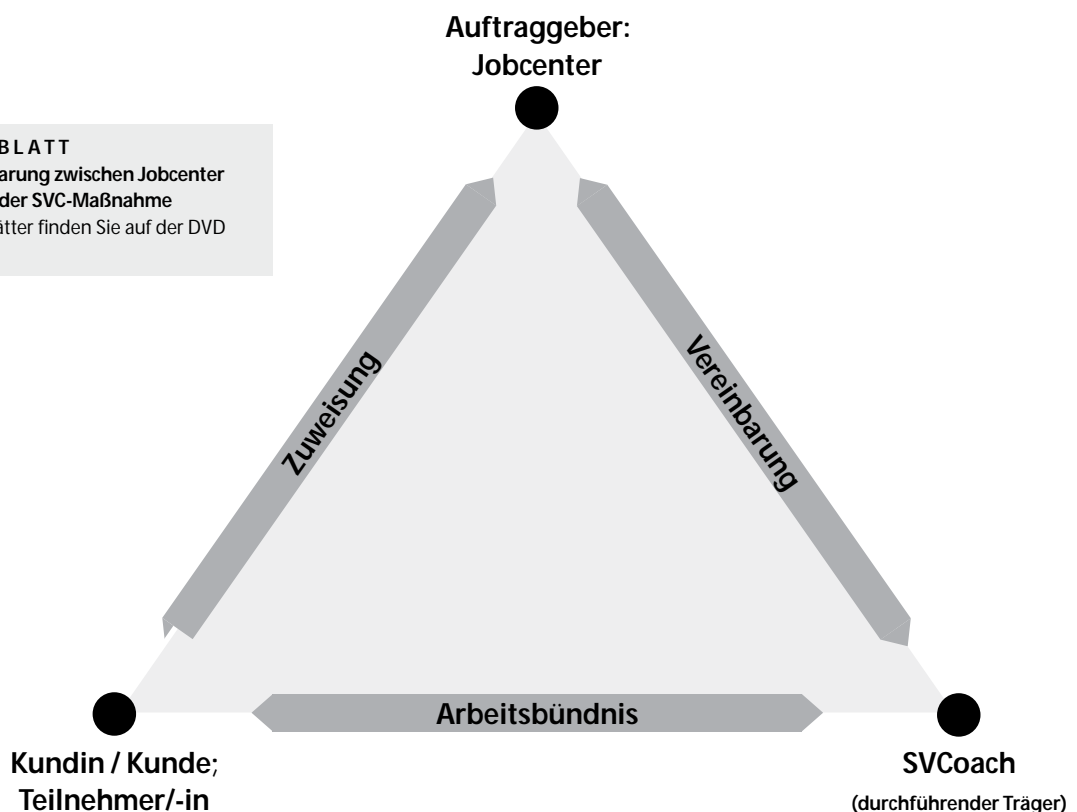 Auftraggeber:
Jobcenter
BLATT
arung zwischen Jobcenter
der SVC-Maßnahme
ätter finden Sie auf der DVD
Zuweisung
Vereinbarung
Arbeitsbündnis
Kundin / Kunde;
Teilnehmer/-in
SVCoach
(durchführender Träger)